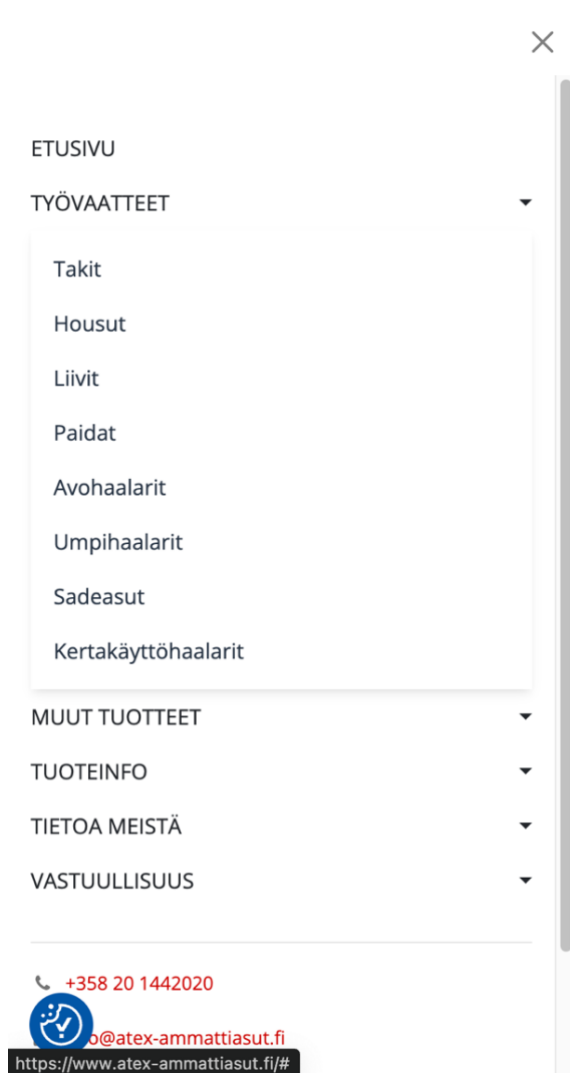 ETUSIVU
TYÖVAATTEET
Takit
Housut
Liivit
Paidat
Avohaalarit
Umpihaalarit
Sadeasut
Kertakäyttöhaalarit
MUUT TUOTTEET
TUOTEINFO
TIETOA MEISTÄ
VASTUULLISUUS
+358 20 1442020
o@atex-ammattiasut.fi
https://www.atex-ammattiasut.fi/#